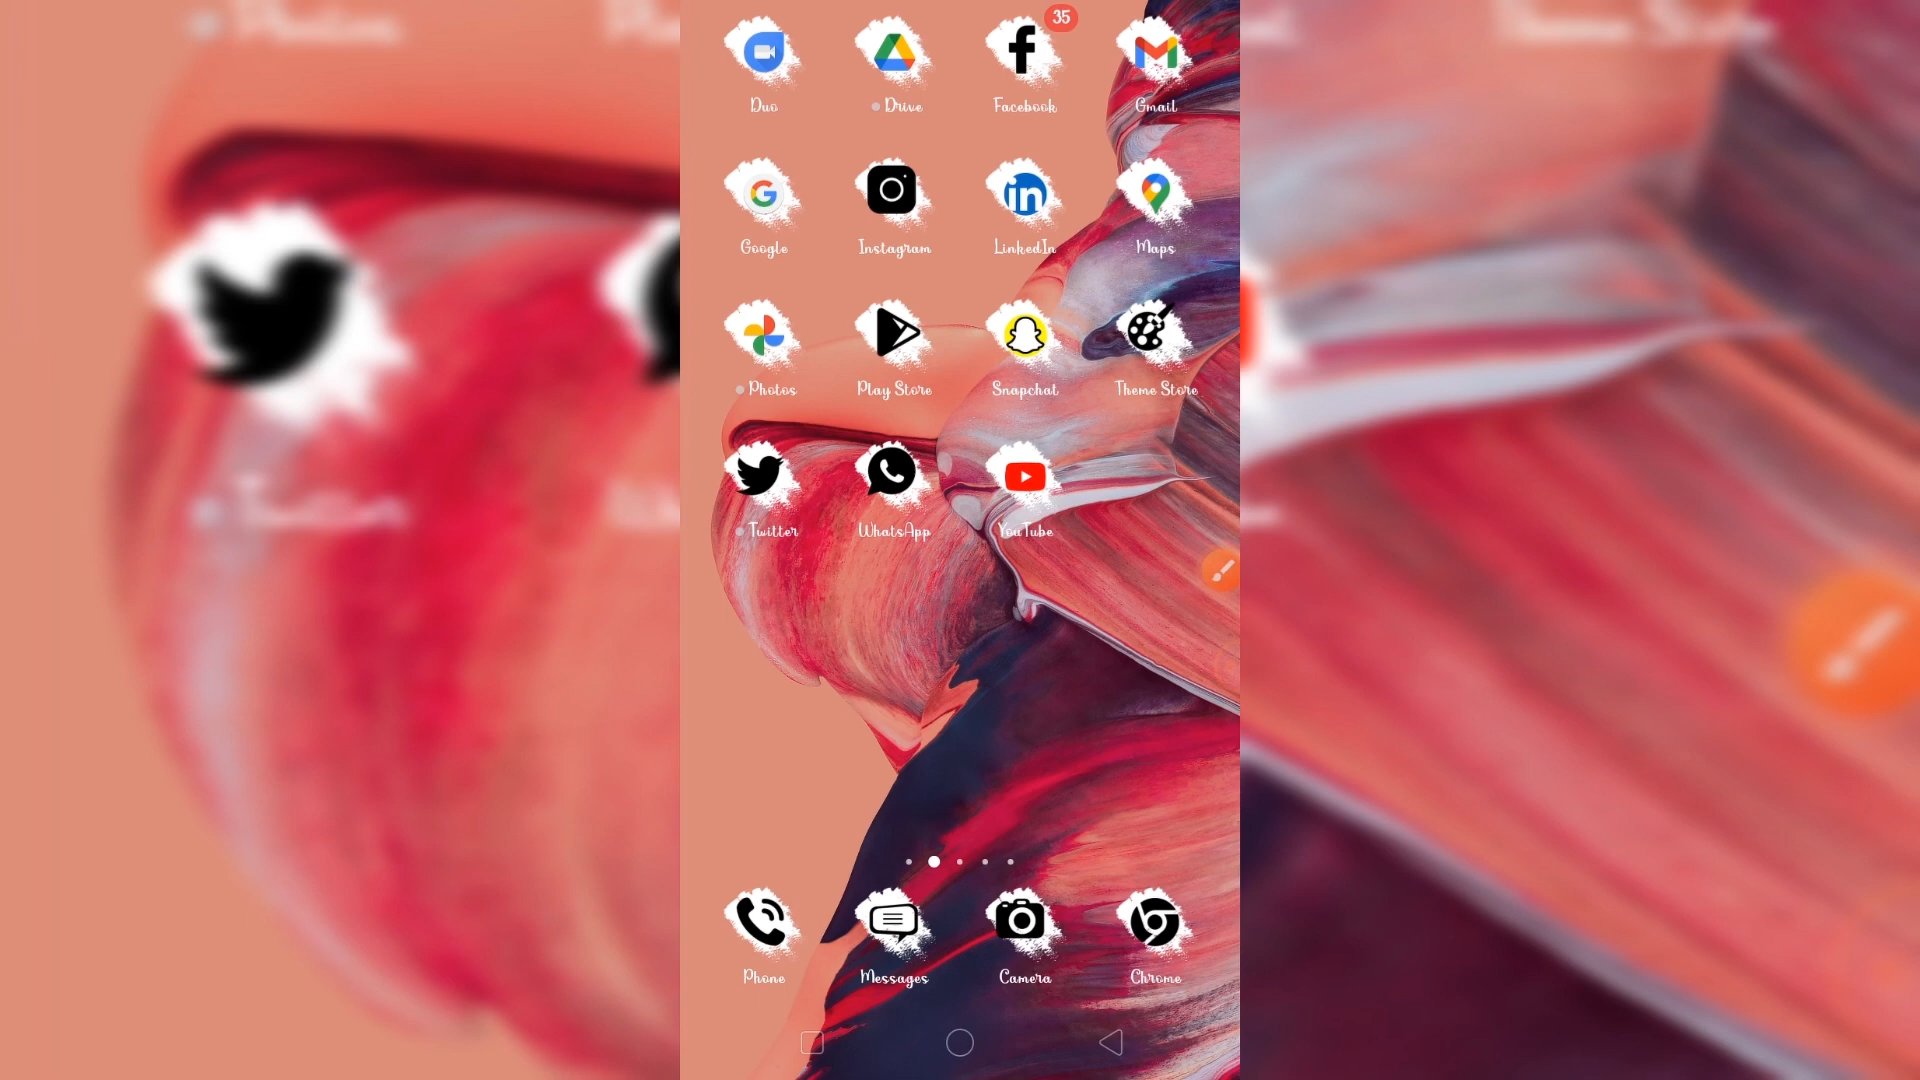 35
Duo Drive Facebook Gmail
Google Instagram LinkedIn Maps
Photos Play Store Snapchat Theme Store
Twitter WhatsApp YouTube
Phone Messages Camera Chrome